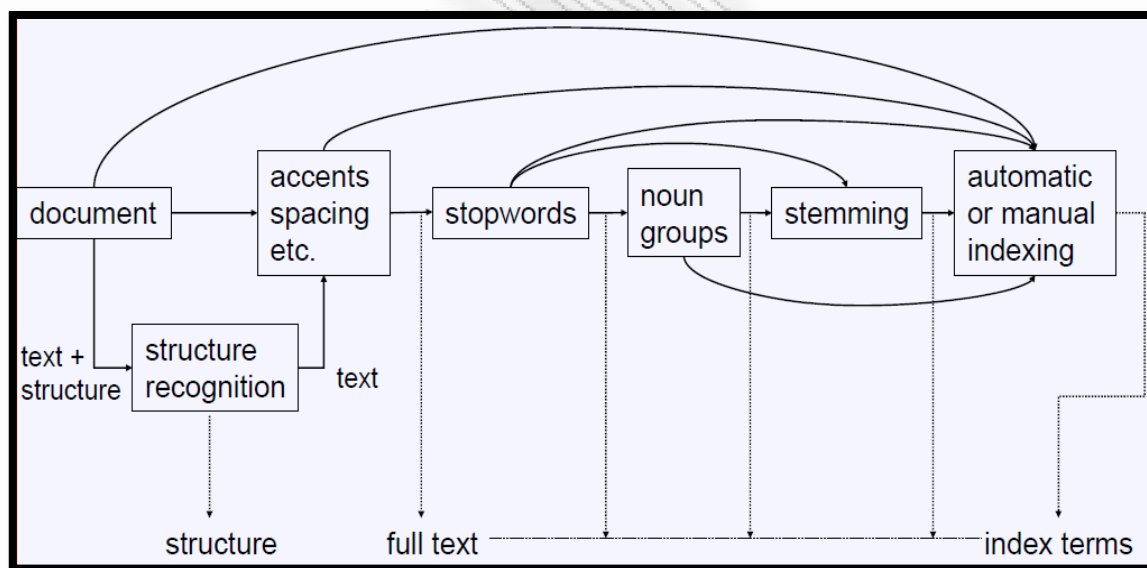 document
accents
spacing
etc.
stopwords
noun
groups
stemming
automatic
or manual
indexing
text +
structure
structure
recognition
text
structure
full text
index terms